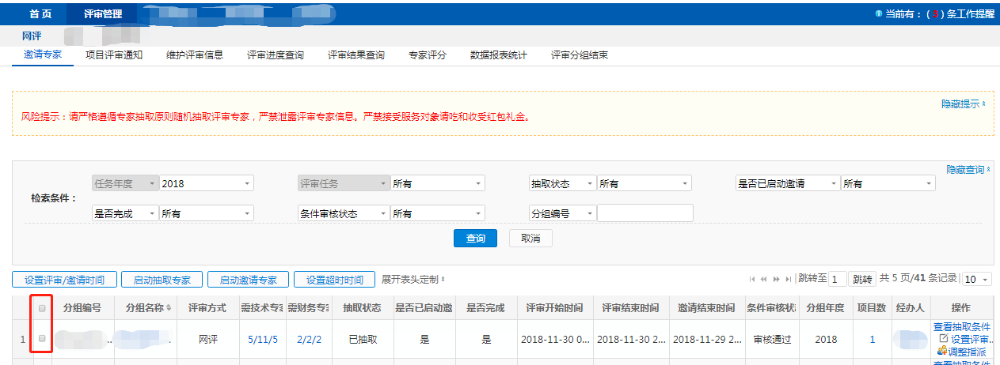 首 页 评审管理 当前有：( 3 ) 条工作提醒
网评
邀请专家 项目评审通知 维护评审信息 评审进度查询 评审结果查询 专家评分 数据报表统计 评审分组结束
隐藏提示
风险提示：请严格遵循专家抽取原则随机抽取评审专家，严禁泄露评审专家信息。严禁接受服务对象请吃和收受红包礼金。
隐藏查询
检索条件：
任务年度 2018 评审任务 所有 抽取状态 所有 是否已启动邀请 所有
是否完成 所有 条件审核状态 所有 分组编号
查询 取消
设置评审/邀请时间 启动抽取专家 启动邀请专家 设置超时时间 展开表头定制 跳转至 1 跳转 共 5 页/41 条记录 10
分组编号 分组名称 评审方式 需技术专家 需财务专家 抽取状态 是否已启动邀 是否完成 评审开始时间 评审结束时间 邀请结束时间 条件审核状态 分组年度 项目数 经办人 操作
1 .. .. 网评 5/11/5 2/2/2 已抽取 是 是 2018-11-30 0... 2018-11-30 2... 2018-11-29 2... 审核通过 2018 1 查看抽取条件
设置评审..
调整指派
查看抽取条件